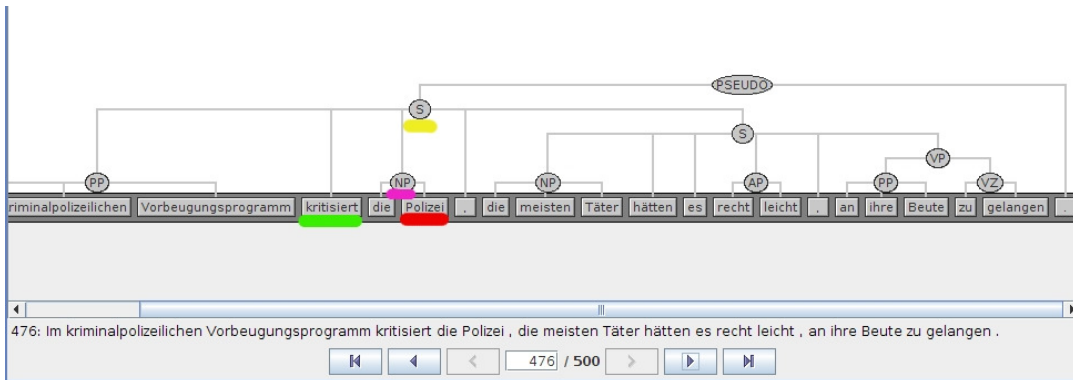 PSEUDO
S
S
VP
PP NP NP AP PP VZ
riminalpolizeilichen Vorbeugungsprogramm kritisiert die Polizei , die meisten Täter hätten es recht leicht , an ihre Beute zu gelangen .
476: Im kriminalpolizeilichen Vorbeugungsprogramm kritisiert die Polizei , die meisten Täter hätten es recht leicht , an ihre Beute zu gelangen .
476 / 500